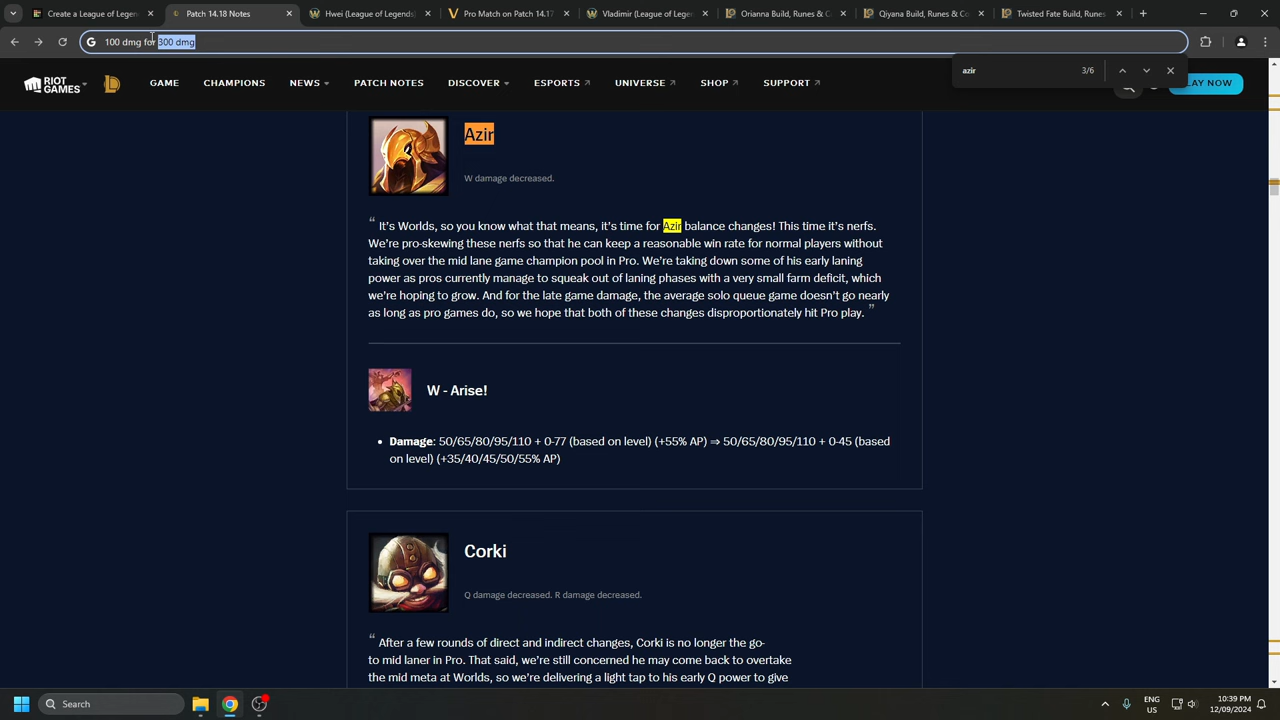 Create a League of Legend
Patch 14.18 Notes
Hwei (League of Legends)
Pro Match on Patch 14.17
Vladimir (League of Legen
Orianna Build, Runes & Co
Qiyana Build, Runes & Co
Twisted Fate Build, Runes
100 dmg for 300 dmg
azir
3/6
RIOT GAMES
GAME
CHAMPIONS
NEWS
PATCH NOTES
DISCOVER
ESPORTS
UNIVERSE
SHOP
SUPPORT
AY NOW
Azir
W damage decreased.
“ It's Worlds, so you know what that means, it's time for Azir balance changes! This time it's nerfs.
We're pro-skewing these nerfs so that he can keep a reasonable win rate for normal players without
taking over the mid lane game champion pool in Pro. We're taking down some of his early laning
power as pros currently manage to squeak out of laning phases with a very small farm deficit, which
we're hoping to grow. And for the late game damage, the average solo queue game doesn't go nearly
as long as pro games do, so we hope that both of these changes disproportionately hit Pro play. ”
W - Arise!
• Damage: 50/65/80/95/110 + 0-77 (based on level) (+55% AP) ⇒ 50/65/80/95/110 + 0-45 (based
on level) (+35/40/45/50/55% AP)
Corki
Q damage decreased. R damage decreased.
“ After a few rounds of direct and indirect changes, Corki is no longer the go-
to mid laner in Pro. That said, we're still concerned he may come back to overtake
the mid meta at Worlds, so we're delivering a light tap to his early Q power to give
Search
ENG
US
10:39 PM
12/09/2024